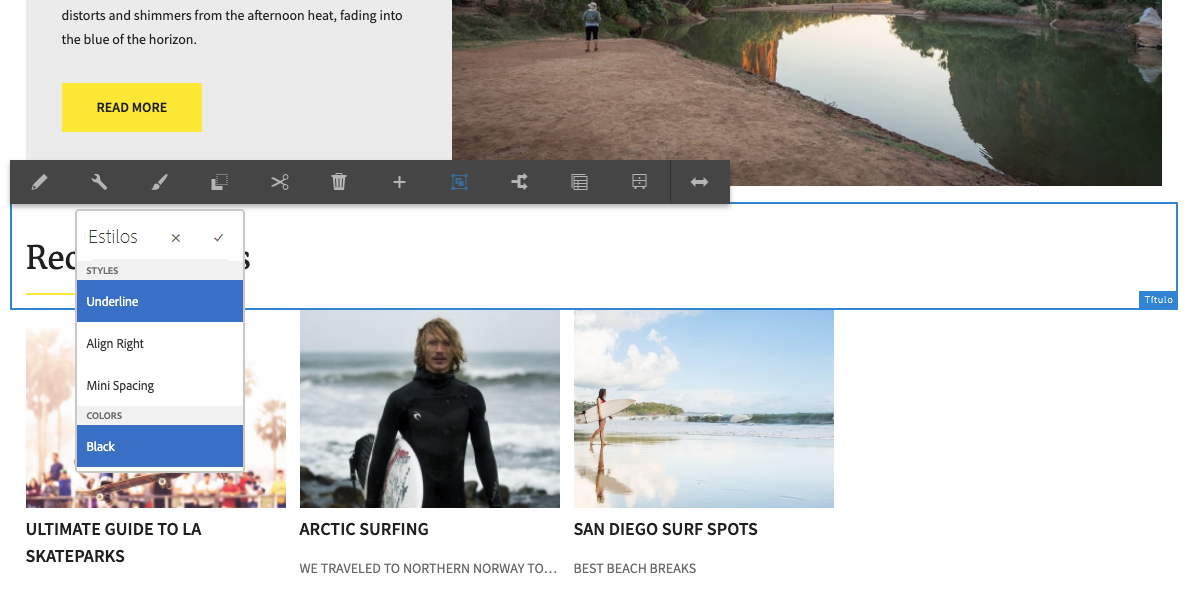 distorts and shimmers from the afternoon heat, fading into
the blue of the horizon.
READ MORE
Estilos
STYLES
Underline
Título
Align Right
Mini Spacing
COLORS
Black
ULTIMATE GUIDE TO LA
SKATEPARKS
ARCTIC SURFING
WE TRAVELED TO NORTHERN NORWAY TO…
SAN DIEGO SURF SPOTS
BEST BEACH BREAKS